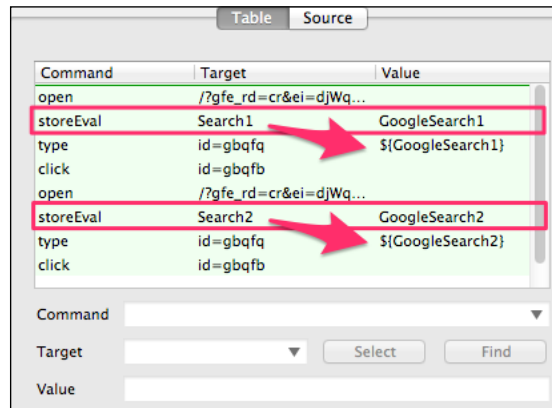 Table Source
Command Target Value
open /?gfe_rd=cr&ei=djWq...
storeEval Search1 GoogleSearch1
type id=gbqfq ${GoogleSearch1}
click id=gbqfb
open /?gfe_rd=cr&ei=djWq...
storeEval Search2 GoogleSearch2
type id=gbqfq ${GoogleSearch2}
click id=gbqfb
Command
Target Select Find
Value